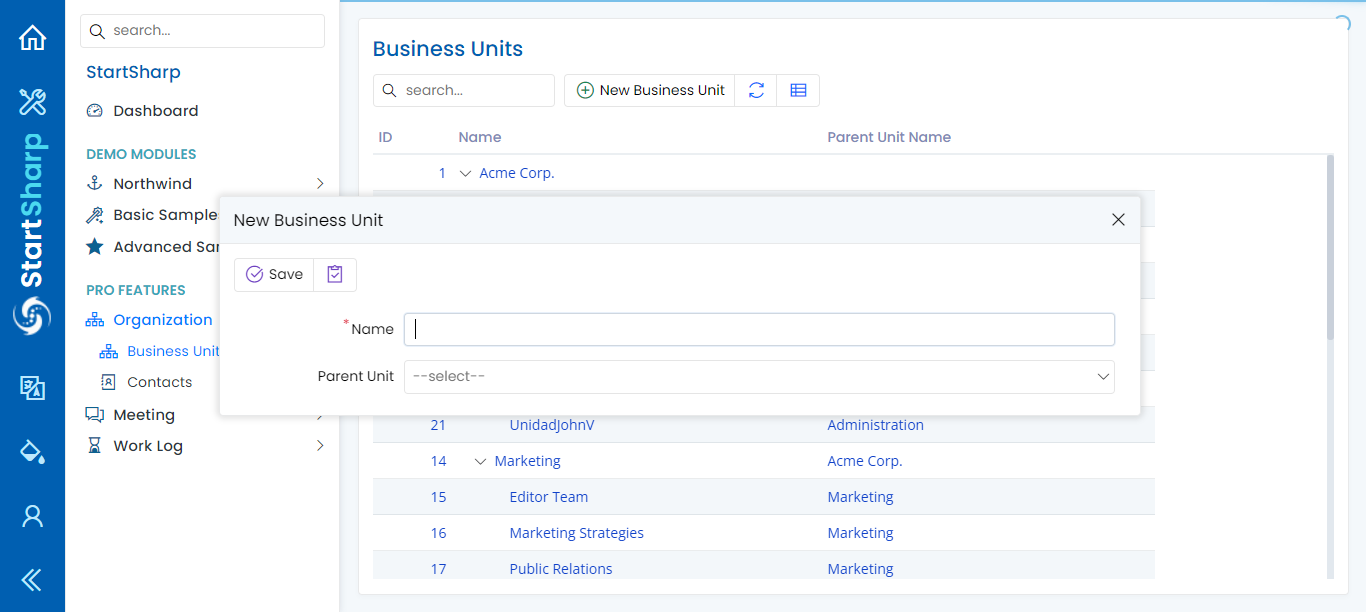 StartSharp
search...
StartSharp
Dashboard
DEMO MODULES
Northwind
Basic Sample
Advanced Sa
PRO FEATURES
Organization
Business Unit
Contacts
Meeting
Work Log
Business Units
search...
New Business Unit
ID Name Parent Unit Name
1 Acme Corp.
New Business Unit
Save
* Name
Parent Unit --select--
21 UnidadJohnV Administration
14 Marketing Acme Corp.
15 Editor Team Marketing
16 Marketing Strategies Marketing
17 Public Relations Marketing